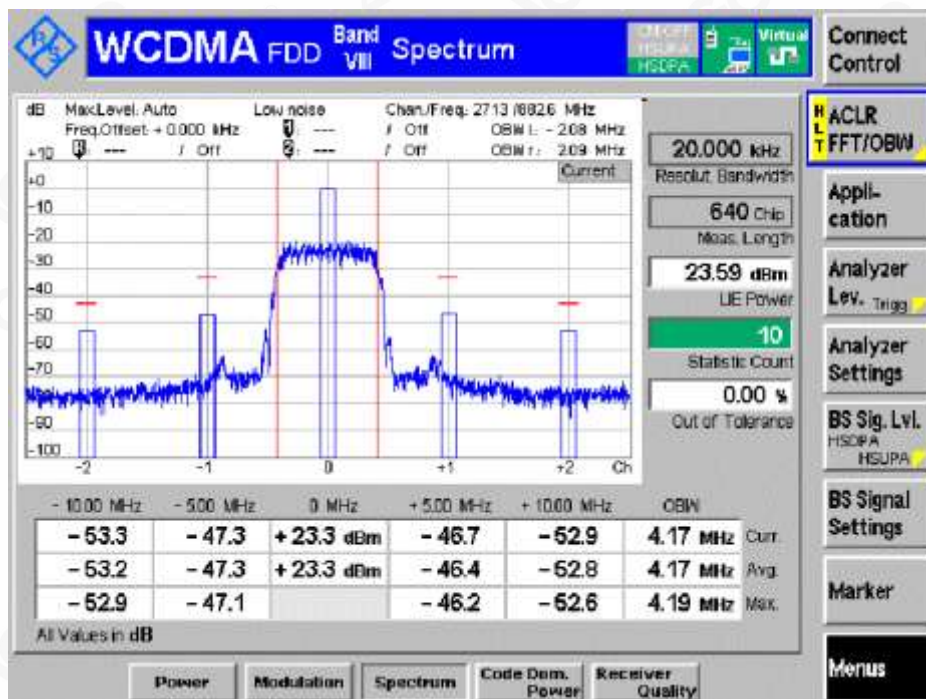 WCDMA FDD Band VIII Spectrum
Virtual
HSUPA
HSDPA
Connect Control
dB Max.Level: Auto Low noise Chan./Freq.: 2713 / 882.6 MHz
Freq.Offset: + 0.000 kHz 1: --- / Off OBW l: - 2.08 MHz
R: --- / Off 2: --- / Off OBW r: 2.09 MHz
+10
Current
+0
-10
-20
-30
-40
-50
-60
-70
-90
-100
-2 -1 0 +1 +2 Ch
20.000 kHz
Resolut. Bandwidth
640 Chip
Meas. Length
23.59 dBm
UE Power
10
Statistic Count
0.00 %
Out of Tolerance
- 10.00 MHz - 5.00 MHz 0 MHz + 5.00 MHz + 10.00 MHz OBW
- 53.3 - 47.3 + 23.3 dBm - 46.7 - 52.9 4.17 MHz Curr.
- 53.2 - 47.3 + 23.3 dBm - 46.4 - 52.8 4.17 MHz Avg.
- 52.9 - 47.1 - 46.2 - 52.6 4.19 MHz Max.
All Values in dB
HLT
ACLR
FFT/OBW
Appli-
cation
Analyzer
Lev. Trigg
Analyzer
Settings
BS Sig. Lvl.
HSDPA
HSUPA
BS Signal
Settings
Marker
Menus
Power
Modulation
Spectrum
Code Dom.
Power
Receiver
Quality